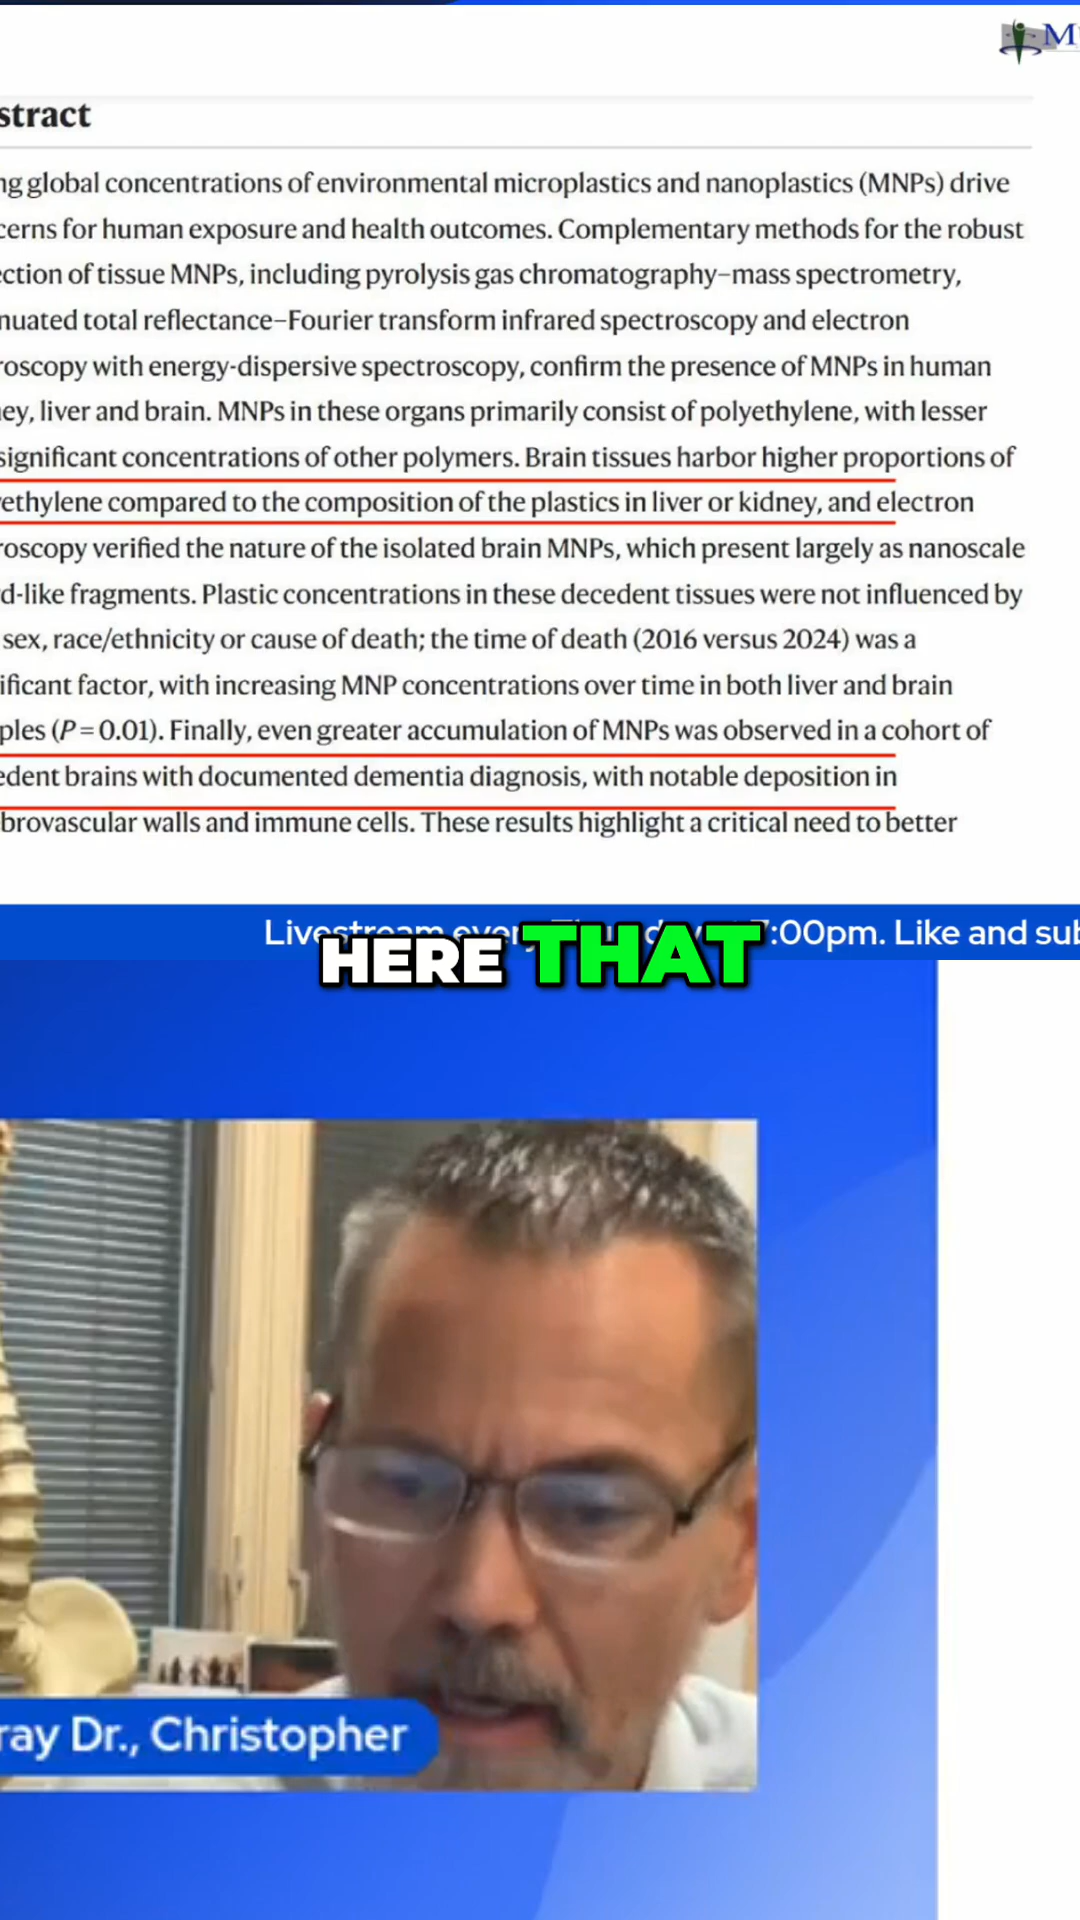 M
stract
ng global concentrations of environmental microplastics and nanoplastics (MNPs) drive
cerns for human exposure and health outcomes. Complementary methods for the robust
ction of tissue MNPs, including pyrolysis gas chromatography–mass spectrometry,
nuated total reflectance–Fourier transform infrared spectroscopy and electron
roscopy with energy-dispersive spectroscopy, confirm the presence of MNPs in human
ey, liver and brain. MNPs in these organs primarily consist of polyethylene, with lesser
significant concentrations of other polymers. Brain tissues harbor higher proportions of
ethylene compared to the composition of the plastics in liver or kidney, and electron
roscopy verified the nature of the isolated brain MNPs, which present largely as nanoscale
d-like fragments. Plastic concentrations in these decedent tissues were not influenced by
sex, race/ethnicity or cause of death; the time of death (2016 versus 2024) was a
ificant factor, with increasing MNP concentrations over time in both liver and brain
ples (P = 0.01). Finally, even greater accumulation of MNPs was observed in a cohort of
edent brains with documented dementia diagnosis, with notable deposition in
brovascular walls and immune cells. These results highlight a critical need to better
Livestream every :00pm. Like and sub
HERE THAT
ray Dr., Christopher